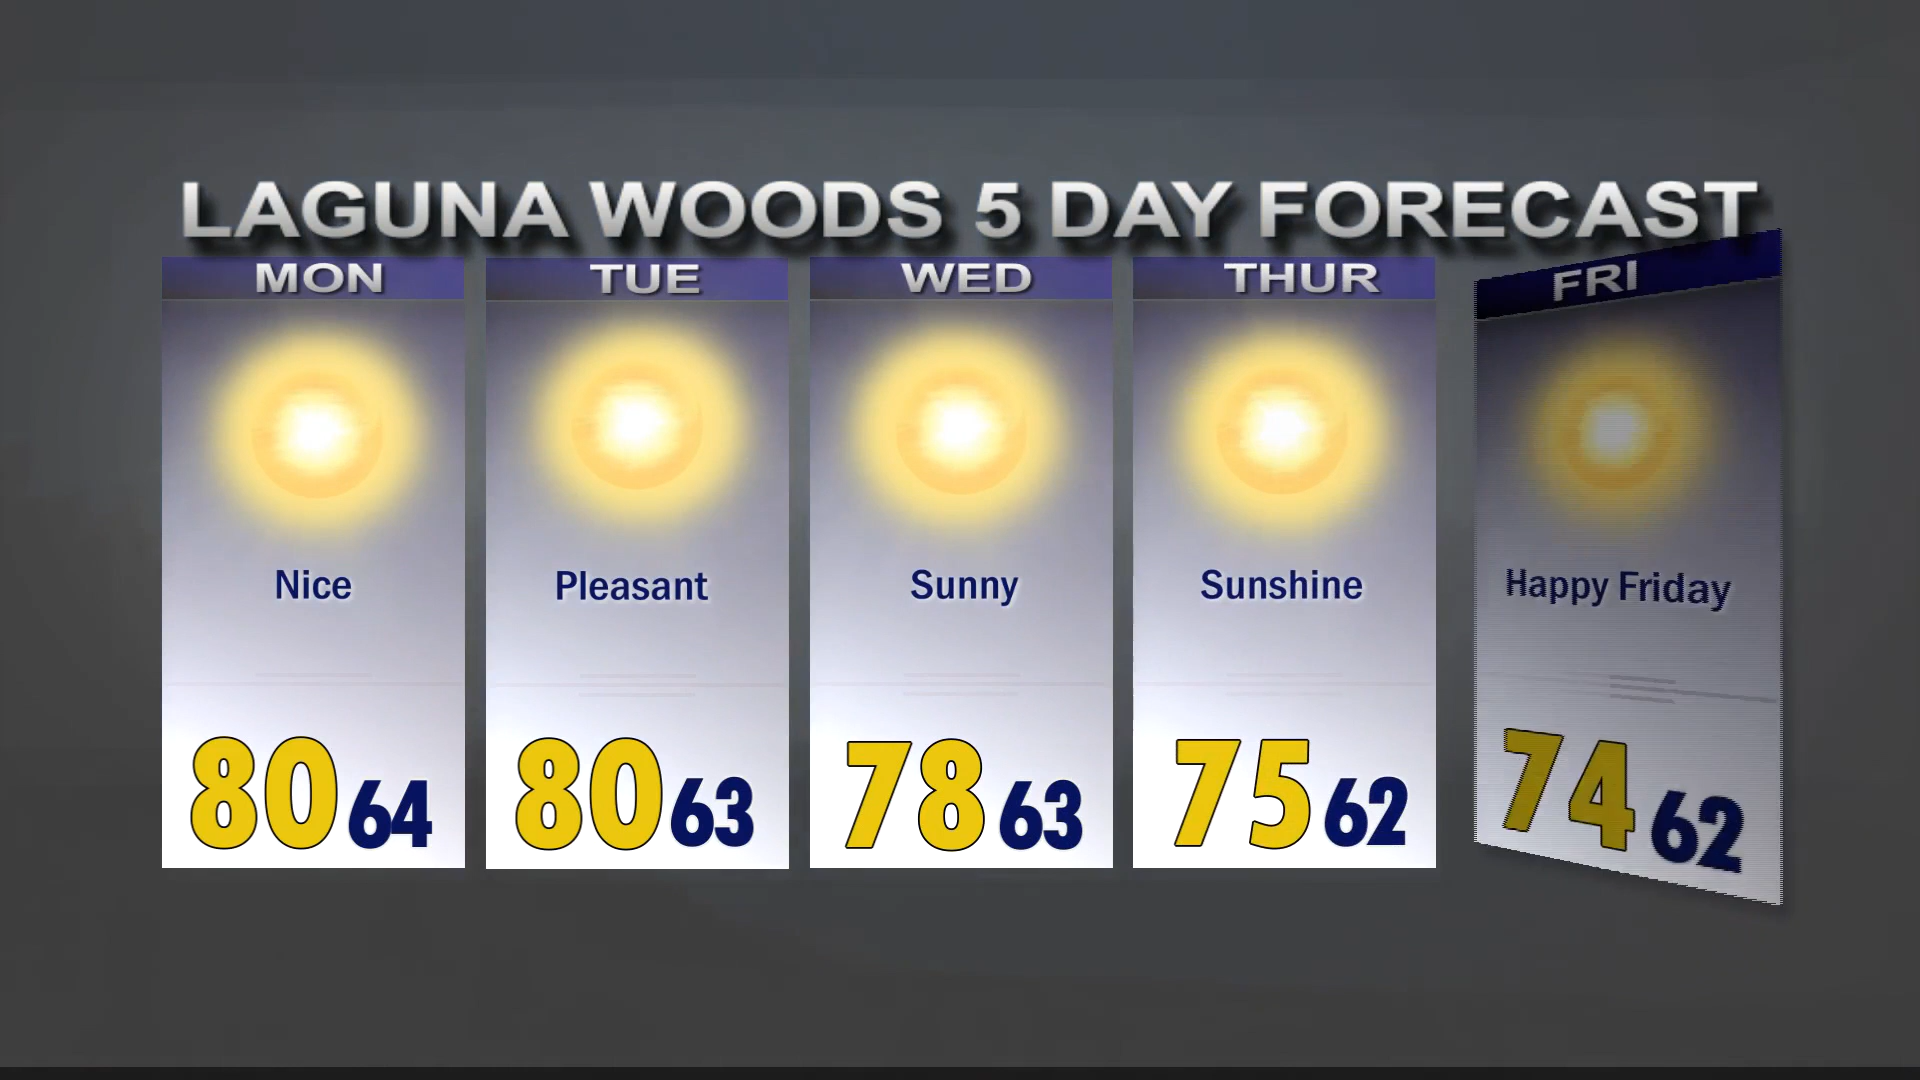 LAGUNA WOODS 5 DAY FORECAST
MON
Nice
80 64
TUE
Pleasant
80 63
WED
Sunny
78 63
THUR
Sunshine
75 62
FRI
Happy Friday
74 62